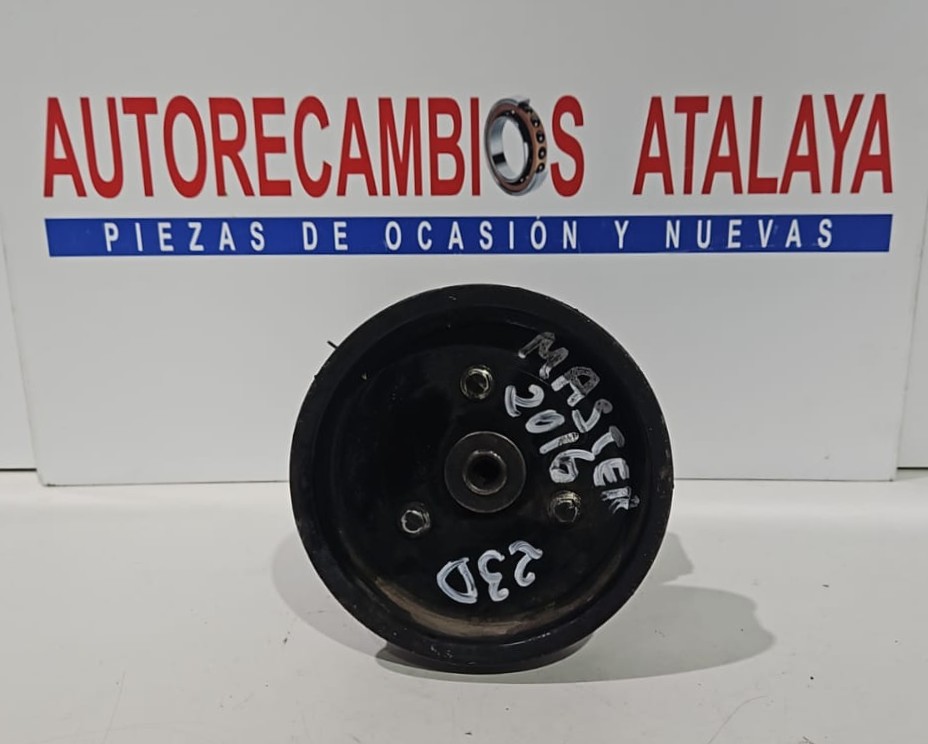 AUTORECAMBIOS ATALAYA
PIEZAS DE OCASIÓN Y NUEVAS
MASTER
2016
23D